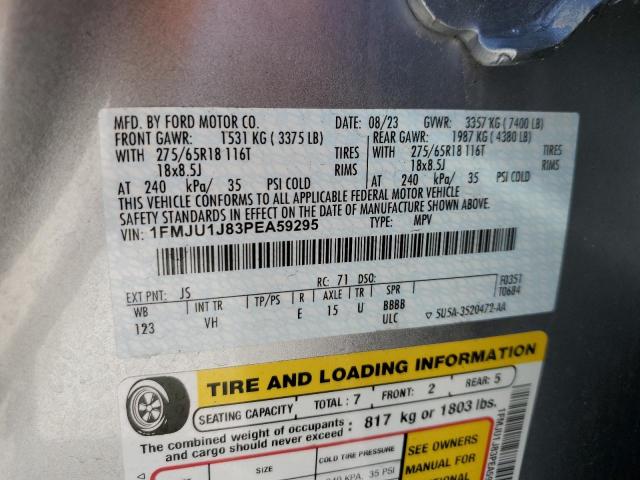 MFD. BY FORD MOTOR CO. DATE: 08/23 GVWR: 3357 KG (7400 LB)
FRONT GAWR: 1531 KG (3375 LB) REAR GAWR: 1987 KG (4380 LB)
WITH 275/65R18 116T TIRES WITH 275/65R18 116T TIRES
18x8.5J RIMS 18x8.5J RIMS
AT 240 kPa/ 35 PSI COLD AT 240 kPa/ 35 PSI COLD
THIS VEHICLE CONFORMS TO ALL APPLICABLE FEDERAL MOTOR VEHICLE
SAFETY STANDARDS IN EFFECT ON THE DATE OF MANUFACTURE SHOWN ABOVE.
VIN: 1FMJU1J83PEA59295 TYPE: MPV
EXT PNT: JS RC: 71 DSO: F0351
WB INT TR TP/PS R AXLE TR SPR T0684
123 VH E 15 U BBBB
ULC ▽ 5U5A-3520472-AA
TIRE AND LOADING INFORMATION
SEATING CAPACITY TOTAL: 7 FRONT: 2 REAR: 5
The combined weight of occupants
and cargo should never exceed : 817 kg or 1803 lbs.
SIZE COLD TIRE PRESSURE SEE OWNERS
MANUAL FOR
35 PSI ADDITIONAL